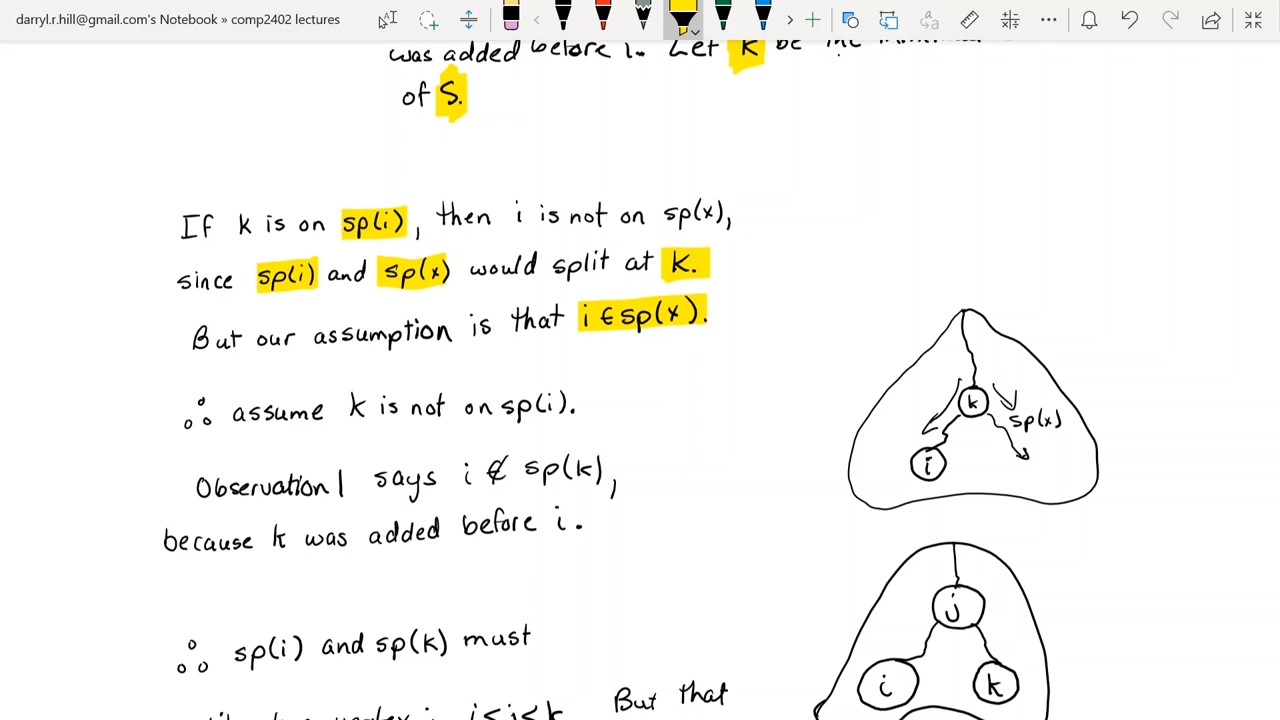 darryl.r.hill@gmail.com's Notebook » comp2402 lectures
was added before i. Let k be the
of S.
If k is on sp(i), then i is not on sp(x),
since sp(i) and sp(x) would split at k.
But our assumption is that i ∈ sp(x).
∴ assume k is not on sp(i).
Observation 1 says i ∉ sp(k),
because k was added before i.
∴ sp(i) and sp(k) must
i<j<k. But that
k
sp(x)
i
j
i
k